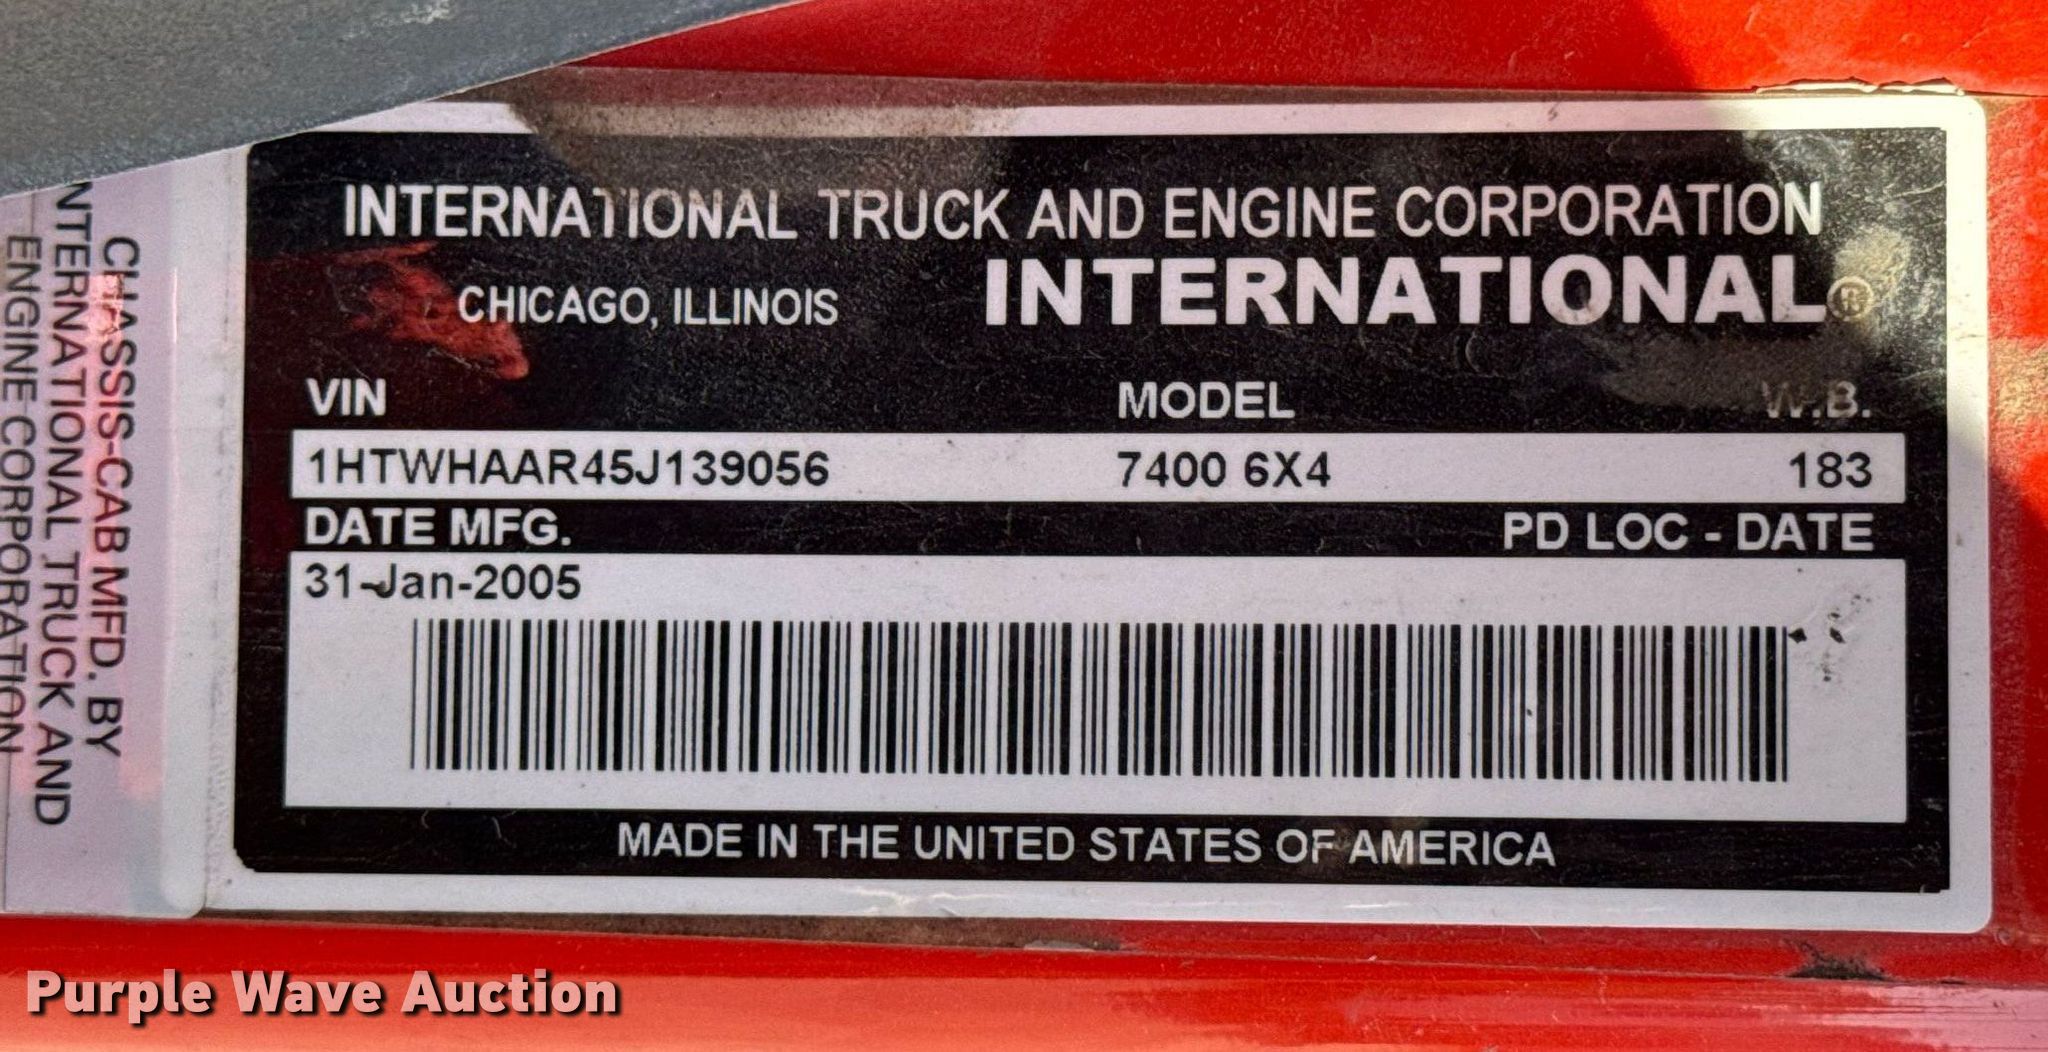 INTERNATIONAL TRUCK AND ENGINE CORPORATION
CHICAGO, ILLINOIS INTERNATIONAL®
VIN MODEL W.B.
1HTWHAAR45J139056 7400 6X4 183
DATE MFG. PD LOC - DATE
31-Jan-2005
MADE IN THE UNITED STATES OF AMERICA
CHASSIS-CAB MFD. BY
NTERNATIONAL TRUCK AND
ENGINE CORPORATION
Purple Wave Auction